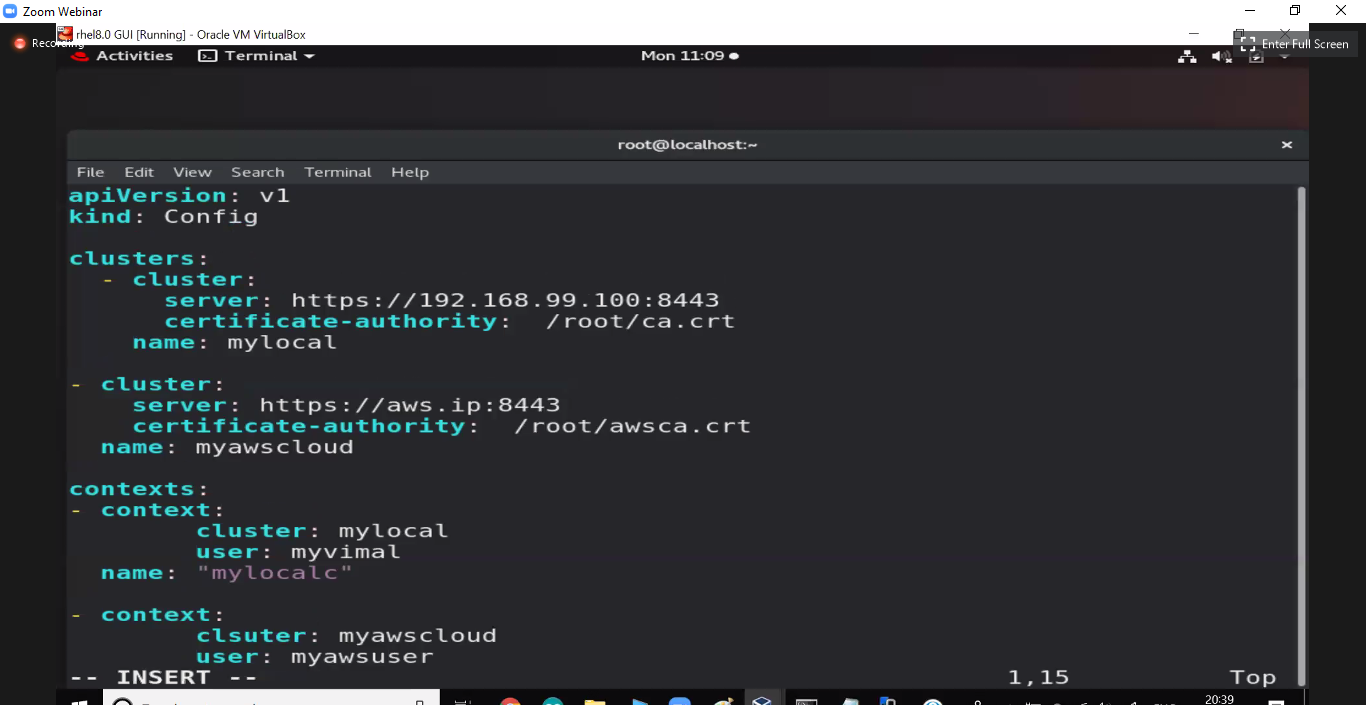 Zoom Webinar
rhel8.0 GUI [Running] - Oracle VM VirtualBox
Recording
Enter Full Screen
Activities Terminal Mon 11:09
root@localhost:~
File Edit View Search Terminal Help
apiVersion: v1
kind: Config
clusters:
- cluster:
server: https://192.168.99.100:8443
certificate-authority: /root/ca.crt
name: mylocal
- cluster:
server: https://aws.ip:8443
certificate-authority: /root/awsca.crt
name: myawscloud
contexts:
- context:
cluster: mylocal
user: myvimal
name: "mylocalc"
- context:
clsuter: myawscloud
user: myawsuser
-- INSERT -- 1,15 Top
20:39